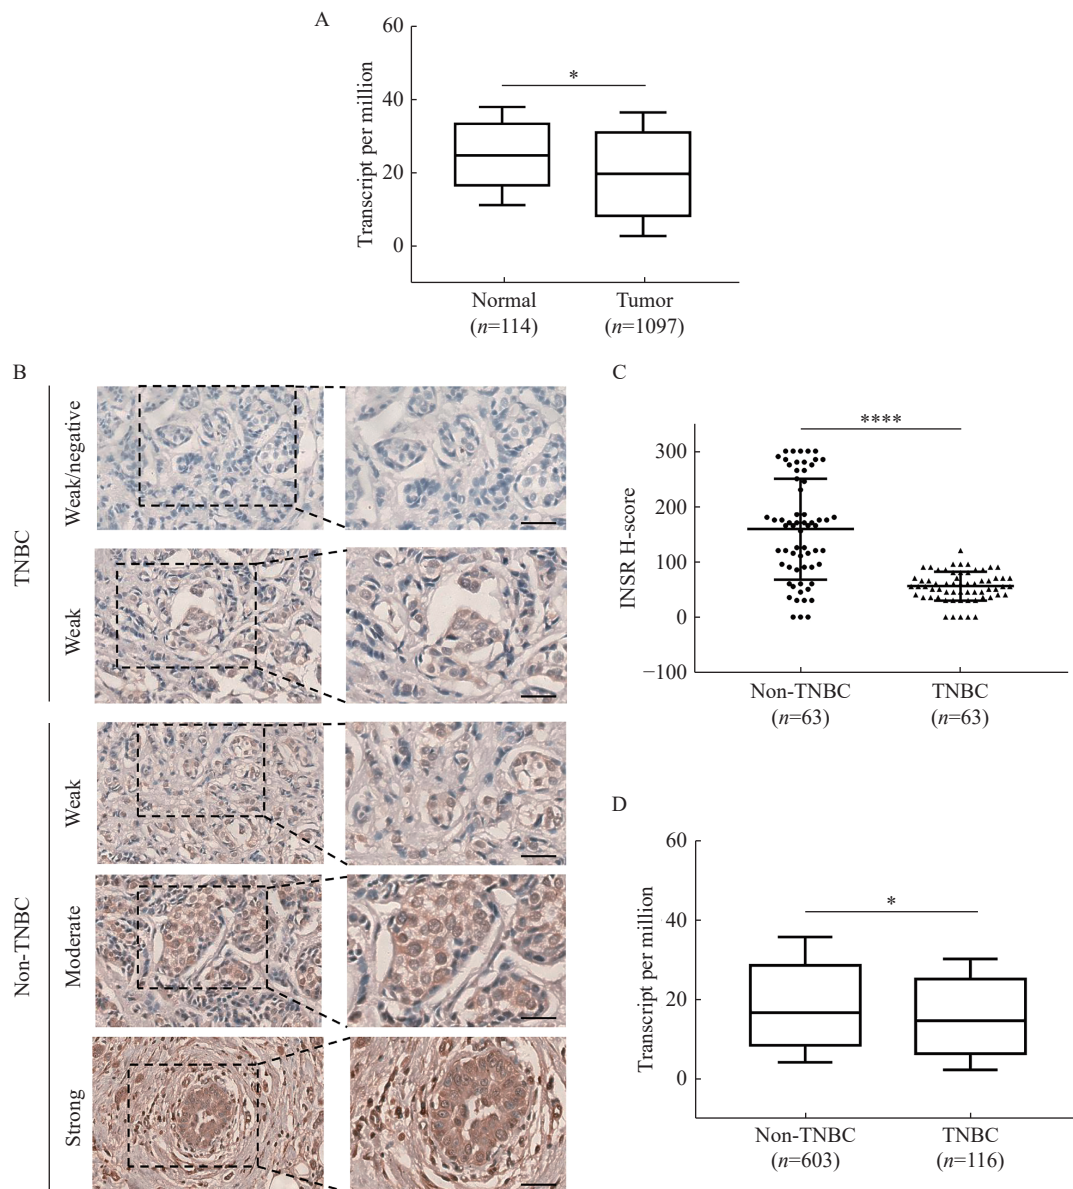 A
60
40
20
0
Transcript per million
*
Normal
(n=114)
Tumor
(n=1097)
B
TNBC
Weak/negative
Weak
Non-TNBC
Weak
Moderate
Strong
C
****
300
200
100
0
−100
INSR H-score
Non-TNBC
(n=63)
TNBC
(n=63)
D
60
40
20
0
Transcript per million
*
Non-TNBC
(n=603)
TNBC
(n=116)